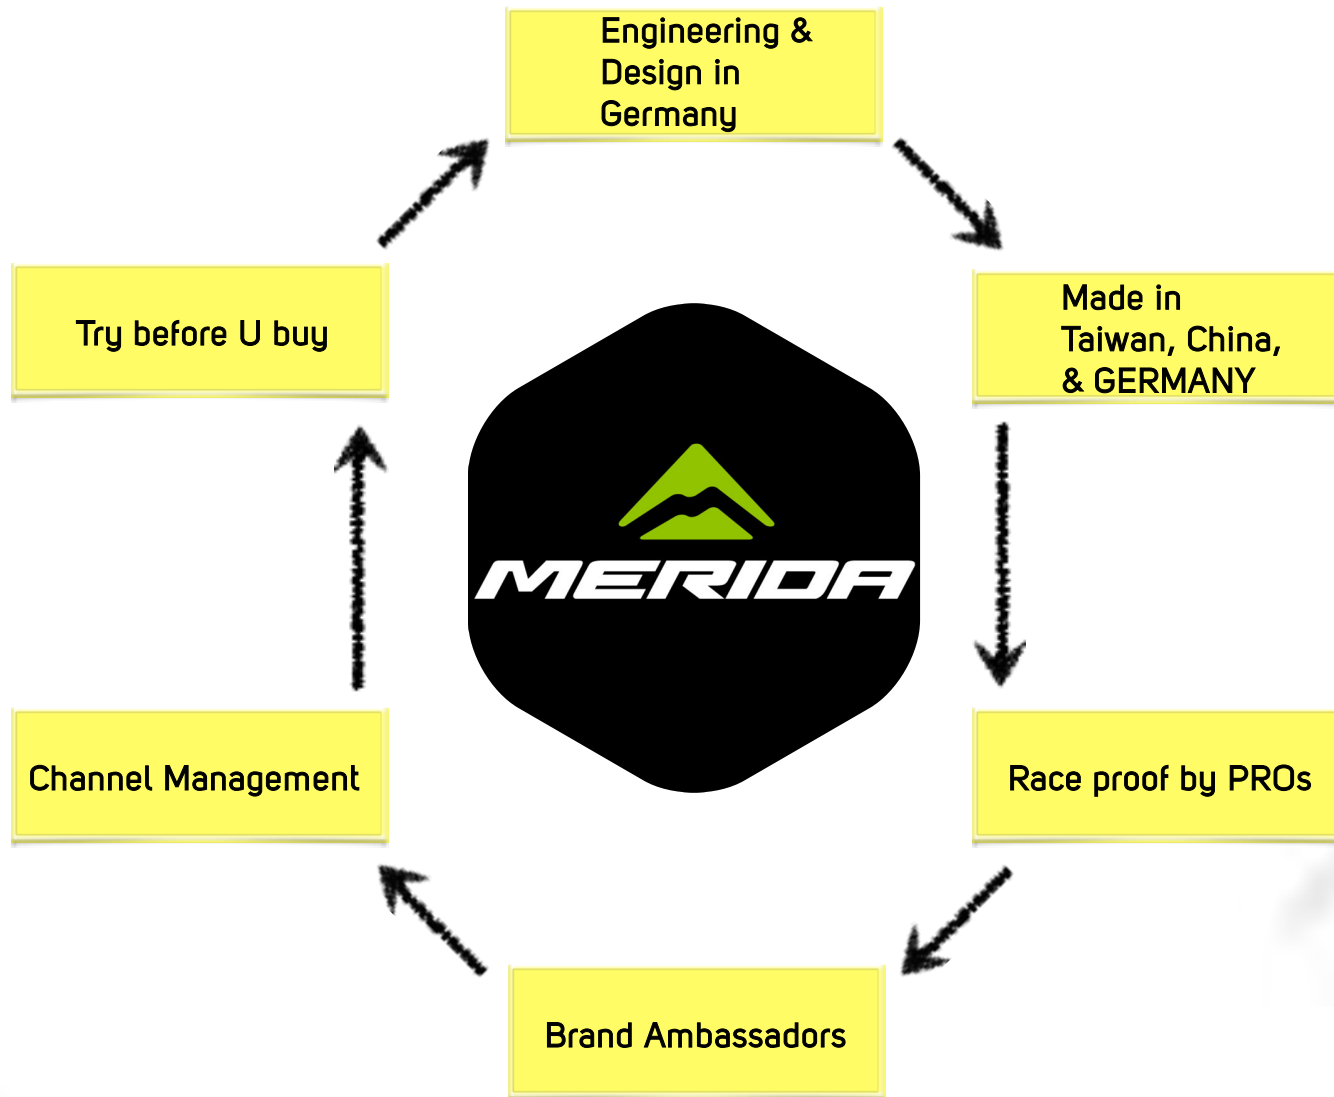 Engineering &
Design in
Germany
Try before U buy
Made in
Taiwan, China,
& GERMANY
MERIDA
Channel Management
Race proof by PROs
Brand Ambassadors